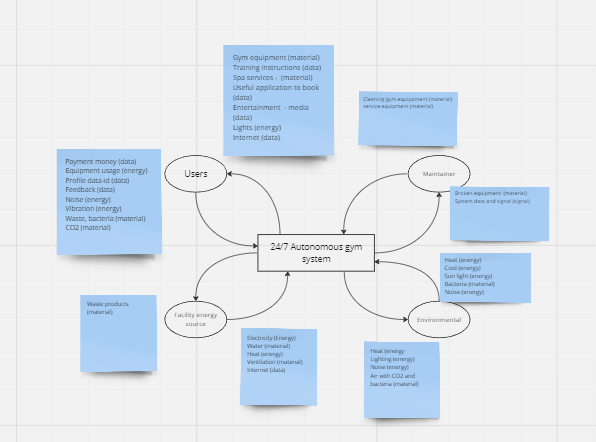 Gym equipment (material)
Training instructions (data)
Spa services - (material)
Useful application to book
(data)
Entertainment - media
(data)
Lights (energy)
Internet (data)
Cleaning gym equippment (material)
service equipment (material)
Payment money (data)
Equipment usage (energy)
Profile data-id (data)
Feedback (data)
Noise (energy)
Vibration (energy)
Waste, bacteria (material)
CO2 (material)
Users
Maintainer
Broken equipment (material)
System data and signal (signal)
24/7 Autonomous gym
system
Heat (energy)
Cool (energy)
Sun light (energy)
Bacteria (material)
Noise (energy)
Waste products
(material)
Facility energy
source
Environmental
Electricity (Energy)
Water (material)
Heat (energy)
Ventilation (material)
Internet (data)
Heat (energy
Lighting (energy)
Noise (energy)
Air with CO2 and
bacteria (material)